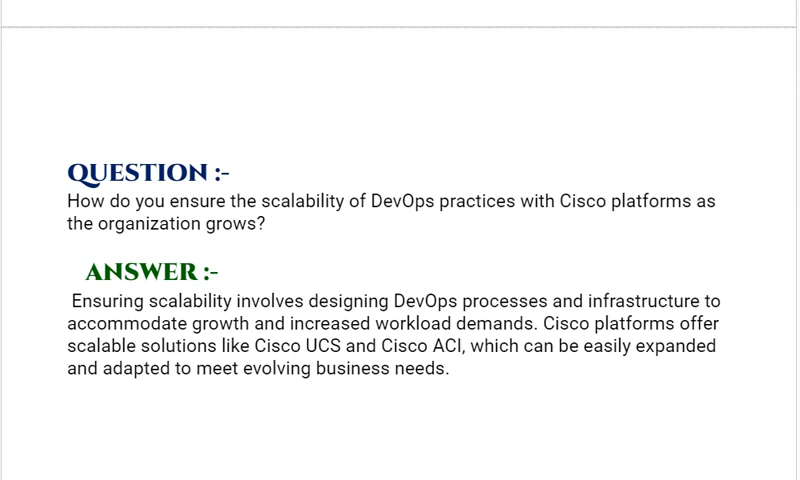 QUESTION :-
How do you ensure the scalability of DevOps practices with Cisco platforms as
the organization grows?
ANSWER :-
Ensuring scalability involves designing DevOps processes and infrastructure to
accommodate growth and increased workload demands. Cisco platforms offer
scalable solutions like Cisco UCS and Cisco ACI, which can be easily expanded
and adapted to meet evolving business needs.